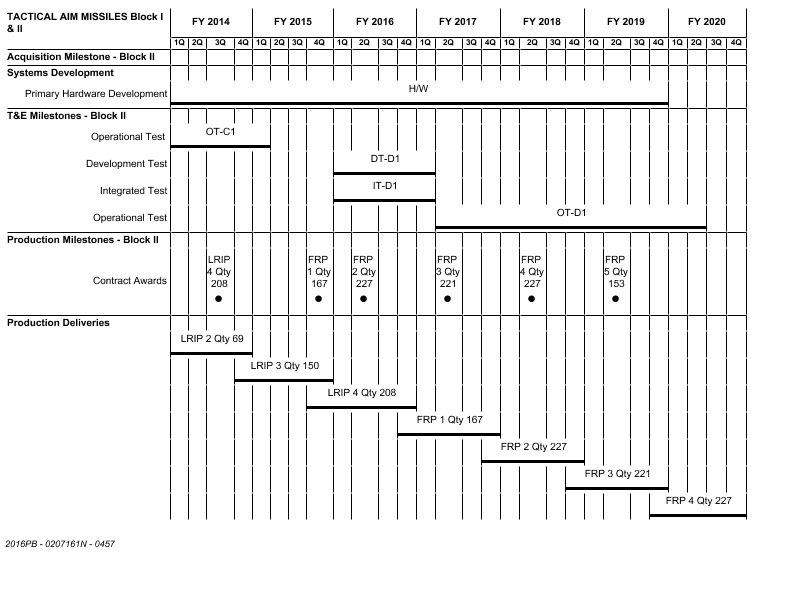 TACTICAL AIM MISSILES Block I
& II
FY 2014 FY 2015 FY 2016 FY 2017 FY 2018 FY 2019 FY 2020
1Q 2Q 3Q 4Q 1Q 2Q 3Q 4Q 1Q 2Q 3Q 4Q 1Q 2Q 3Q 4Q 1Q 2Q 3Q 4Q 1Q 2Q 3Q 4Q 1Q 2Q 3Q 4Q
Acquisition Milestone - Block II
Systems Development
Primary Hardware Development
H/W
T&E Milestones - Block II
Operational Test
OT-C1
Development Test
DT-D1
Integrated Test
IT-D1
Operational Test
OT-D1
Production Milestones - Block II
Contract Awards
LRIP
4 Qty
208
FRP
1 Qty
167
FRP
2 Qty
227
FRP
3 Qty
221
FRP
4 Qty
227
FRP
5 Qty
153
Production Deliveries
LRIP 2 Qty 69
LRIP 3 Qty 150
LRIP 4 Qty 208
FRP 1 Qty 167
FRP 2 Qty 227
FRP 3 Qty 221
FRP 4 Qty 227
2016PB - 0207161N - 0457